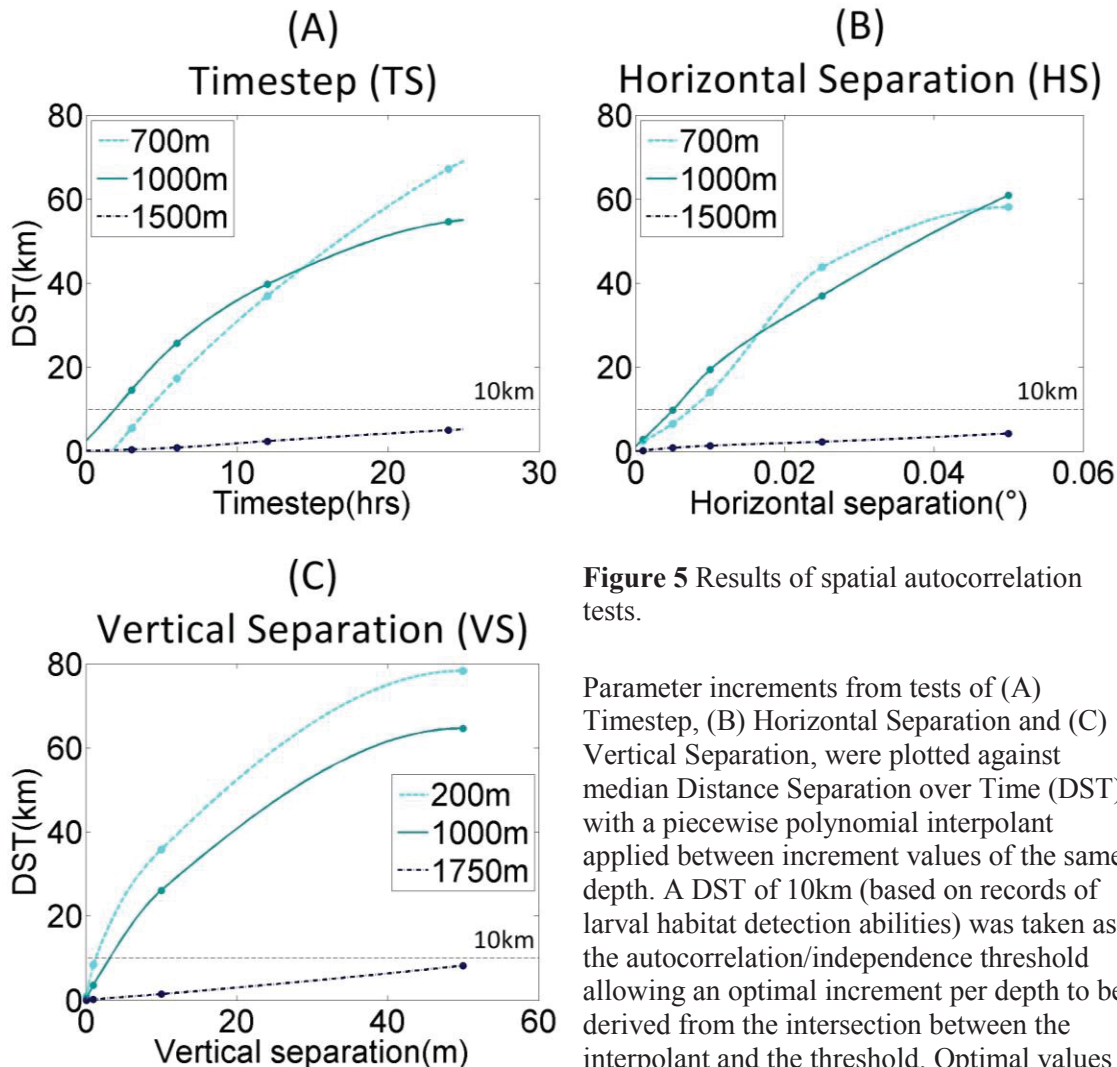 (A)
Timestep (TS)
80
60
40
20
0
DST(km)
700m
1000m
1500m
10km
0
10
20
30
Timestep(hrs)
(B)
Horizontal Separation (HS)
80
60
40
20
0
700m
1000m
1500m
10km
0
0.02
0.04
0.06
Horizontal separation(°)
(C)
Vertical Separation (VS)
80
60
40
20
0
DST(km)
200m
1000m
1750m
10km
0
20
40
60
Vertical separation(m)
Figure 5 Results of spatial autocorrelation
tests.
Parameter increments from tests of (A)
Timestep, (B) Horizontal Separation and (C)
Vertical Separation, were plotted against
median Distance Separation over Time (DST)
with a piecewise polynomial interpolant
applied between increment values of the same
depth. A DST of 10km (based on records of
larval habitat detection abilities) was taken as
the autocorrelation/independence threshold
allowing an optimal increment per depth to be
derived from the intersection between the
interpolant and the threshold. Optimal values